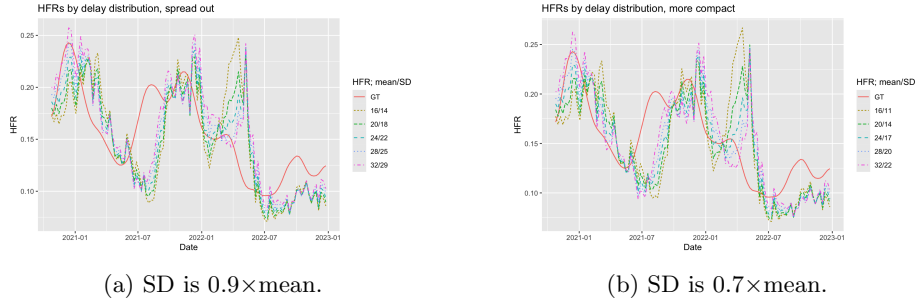 HFRs by delay distribution, spread out
HFR
0.25
0.20
0.15
0.10
2021-01 2021-07 2022-01 2022-07 2023-01
Date
HFR; mean/SD
GT
16/14
20/18
24/22
28/25
32/29
(a) SD is 0.9×mean.
HFRs by delay distribution, more compact
HFR
0.25
0.20
0.15
0.10
2021-01 2021-07 2022-01 2022-07 2023-01
Date
HFR; mean/SD
GT
16/11
20/14
24/17
28/20
32/22
(b) SD is 0.7×mean.